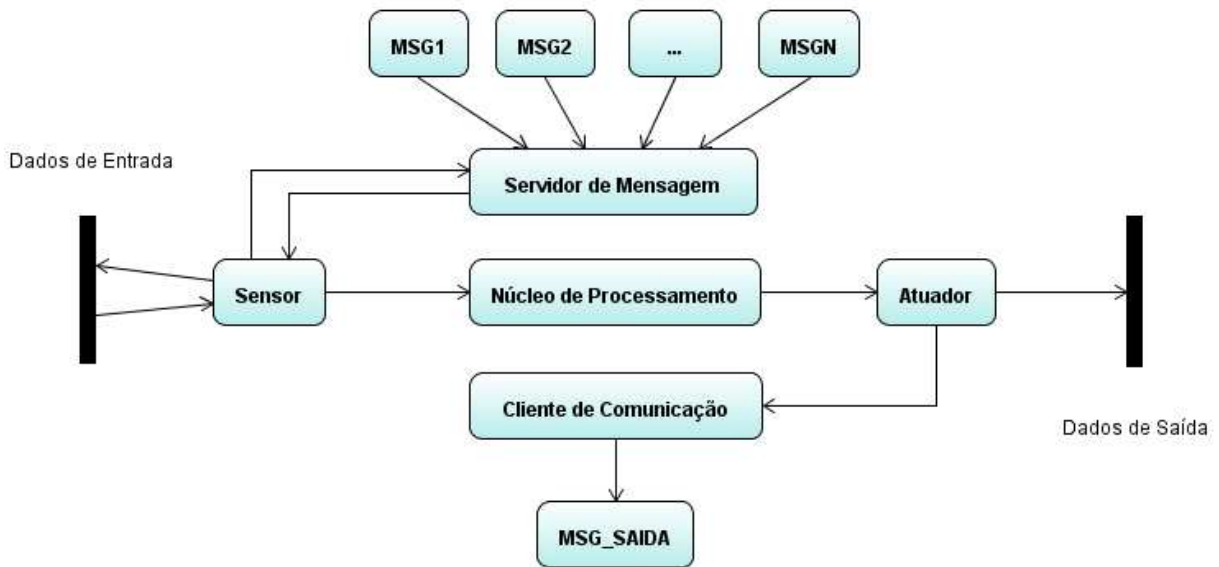 MSG1
MSG2
...
MSGN
Dados de Entrada
Servidor de Mensagem
Sensor
Núcleo de Processamento
Atuador
Cliente de Comunicação
Dados de Saída
MSG_SAIDA